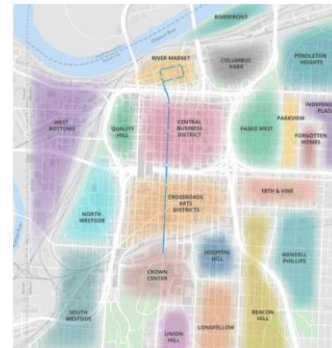 RIVERFRONT
RIVER MARKET
COLUMBUS
PARK
PENDLETON
HEIGHTS
INDEPENDENCE
PLAZA
WEST
BOTTOMS
QUALITY
HILL
CENTRAL
BUSINESS
DISTRICT
PASEO WEST
PARKVIEW
FORGOTTEN
HOMES
NORTH
WESTSIDE
CROSSROADS
ARTS
DISTRICTS
18TH & VINE
HOSPITAL
HILL
CROWN
CENTER
WENDELL
PHILLIPS
SOUTH
WESTSIDE
UNION
HILL
LONGFELLOW
BEACON
HILL